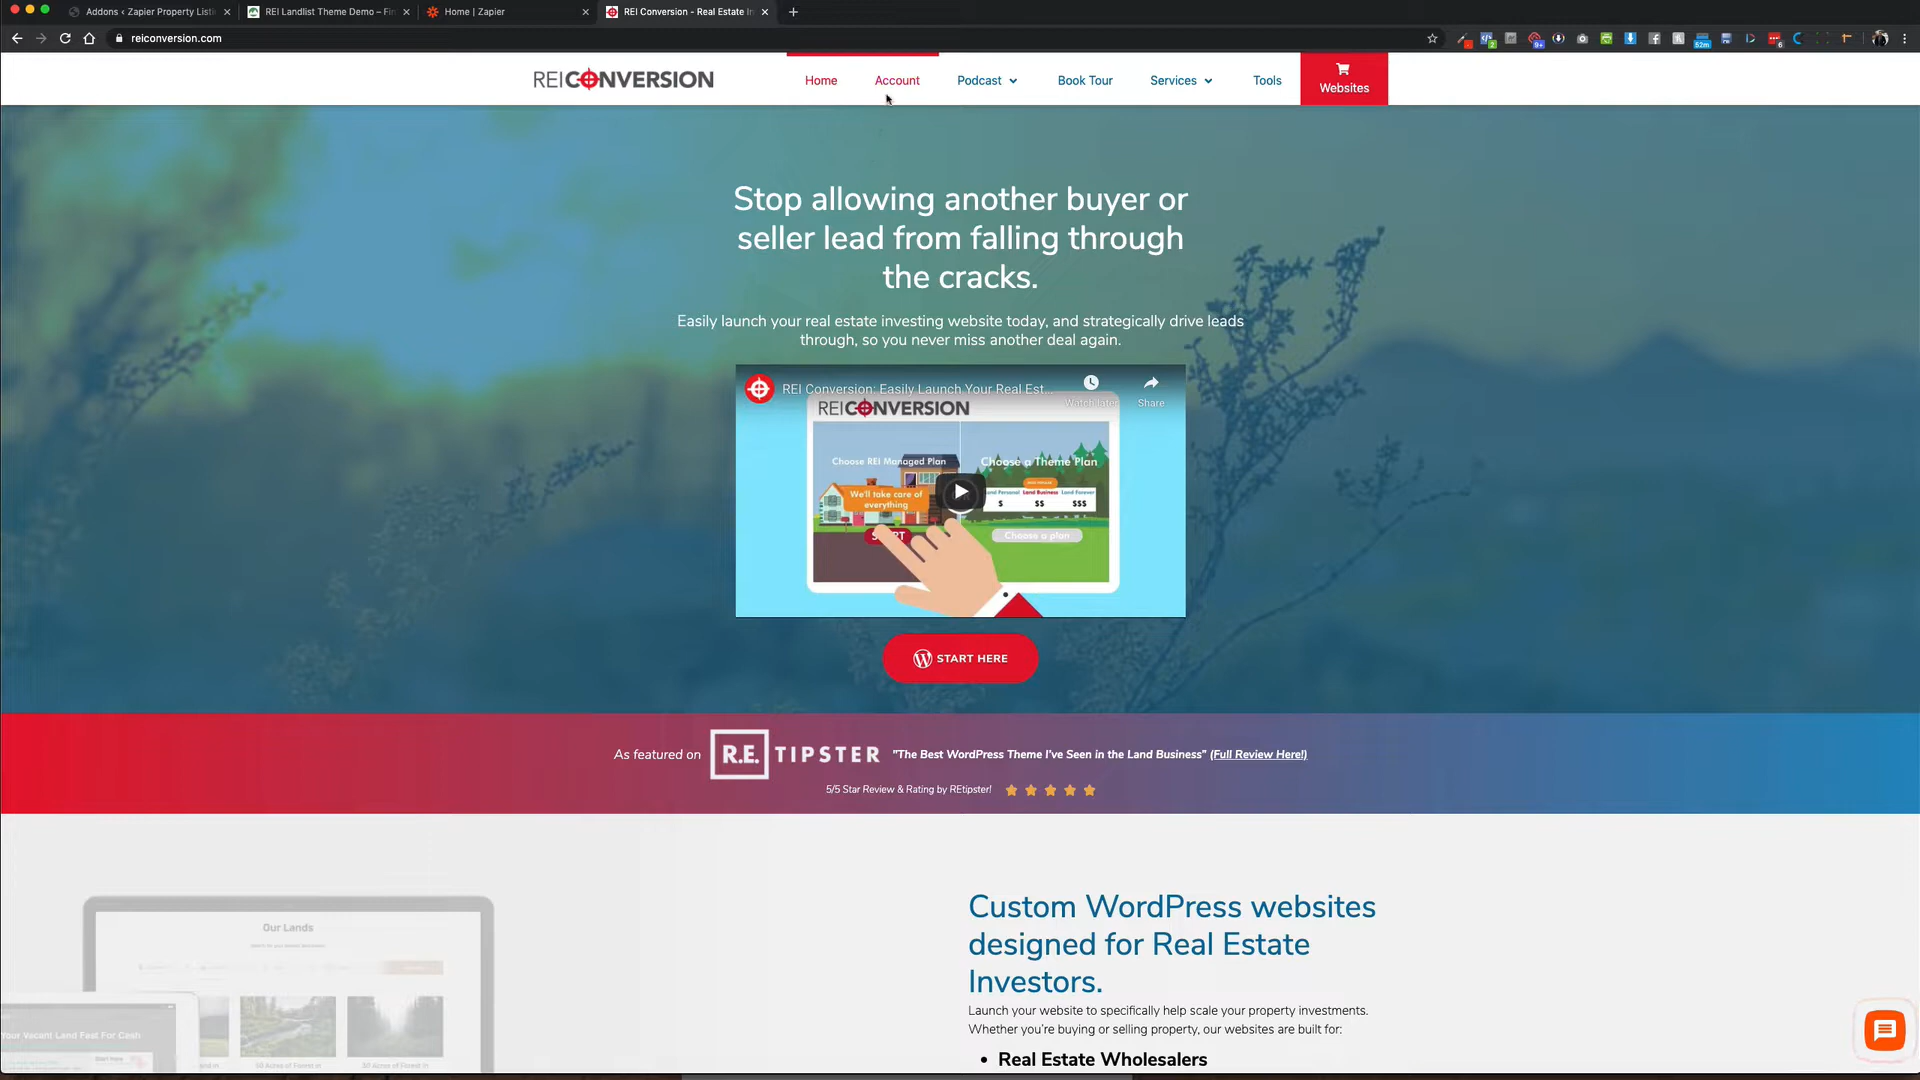 Addons ‹ Zapier Property Listi
REI Landlist Theme Demo – Fin
Home | Zapier
REI Conversion - Real Estate In
reiconversion.com
REICONVERSION
Home
Account
Podcast
Book Tour
Services
Tools
Websites
Stop allowing another buyer or
seller lead from falling through
the cracks.
Easily launch your real estate investing website today, and strategically drive leads
through, so you never miss another deal again.
REI Conversion: Easily Launch Your Real Est...
Watch later
Share
REICONVERSION
Choose REI Managed Plan
Choose a Theme Plan
We'll take care of
everything
Land Business
Land Forever
$
$$
$$$
Choose a plan
START HERE
As featured on
R.E. TIPSTER
"The Best WordPress Theme I've Seen in the Land Business" (Full Review Here!)
5/5 Star Review & Rating by REtipster!
Our Lands
Your Vacant Land Fast For Cash
Custom WordPress websites
designed for Real Estate
Investors.
Launch your website to specifically help scale your property investments.
Whether you're buying or selling property, our websites are built for:
• Real Estate Wholesalers